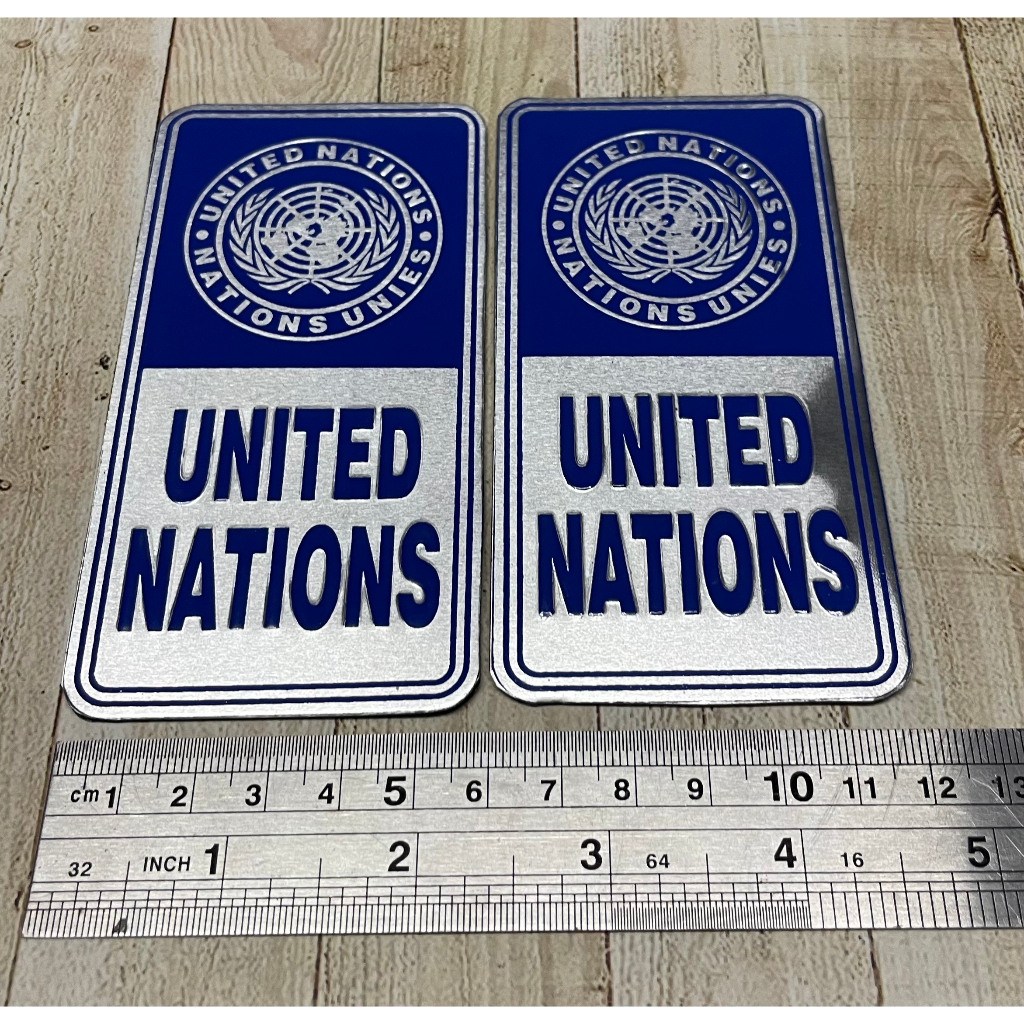 UNITED NATIONS
NATIONS UNIES
UNITED
NATIONS
UNITED NATIONS
NATIONS UNIES
UNITED
NATIONS
cm 1 2 3 4 5 6 7 8 9 10 11 12 13
32 INCH 1 2 3 64 4 16 5